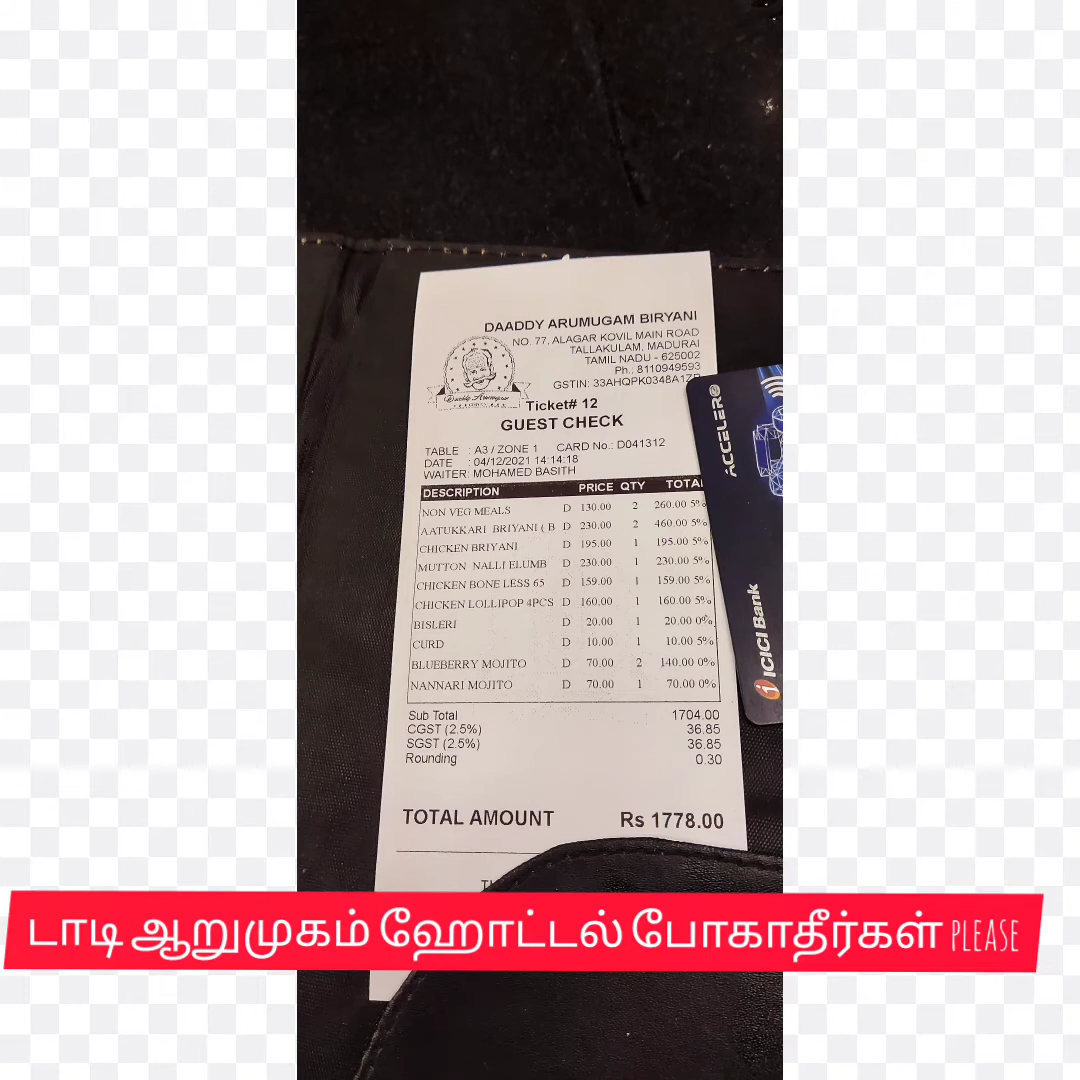 DAADDY ARUMUGAM BIRYANI
NO. 77, ALAGAR KOVIL MAIN ROAD
TALLAKULAM, MADURAI
TAMIL NADU - 625002
Ph.. 8110949593
GSTIN: 33AHQPK0348A1ZR
Daddy Arumugam
Ticket# 12
GUEST CHECK
TABLE : A3 / ZONE 1 CARD No.: D041312
DATE : 04/12/2021 14:14:18
WAITER: MOHAMED BASITH
DESCRIPTION PRICE QTY TOTAL
NON VEG MEALS D 130.00 2 260.00 5%
AATUKKARI BRIYANI ( B D 230.00 2 460.00 5%
CHICKEN BRIYANI D 195.00 1 195.00 5%
MUTTON NALLI ELUMB D 230.00 1 230.00 5%
CHICKEN BONE LESS 65 D 159.00 1 159.00 5%
CHICKEN LOLLIPOP 4PCS D 160.00 1 160.00 5%
BISLERI D 20.00 1 20.00 0%
CURD D 10.00 1 10.00 5%
BLUEBERRY MOJITO D 70.00 2 140.00 0%
NANNARI MOJITO D 70.00 1 70.00 0%
Sub Total 1704.00
CGST (2.5%) 36.85
SGST (2.5%) 36.85
Rounding 0.30
TOTAL AMOUNT Rs 1778.00
ACCELERO
ICICI Bank
டாடி ஆறுமுகம் ஹோட்டல் போகாதீர்கள் PLEASE